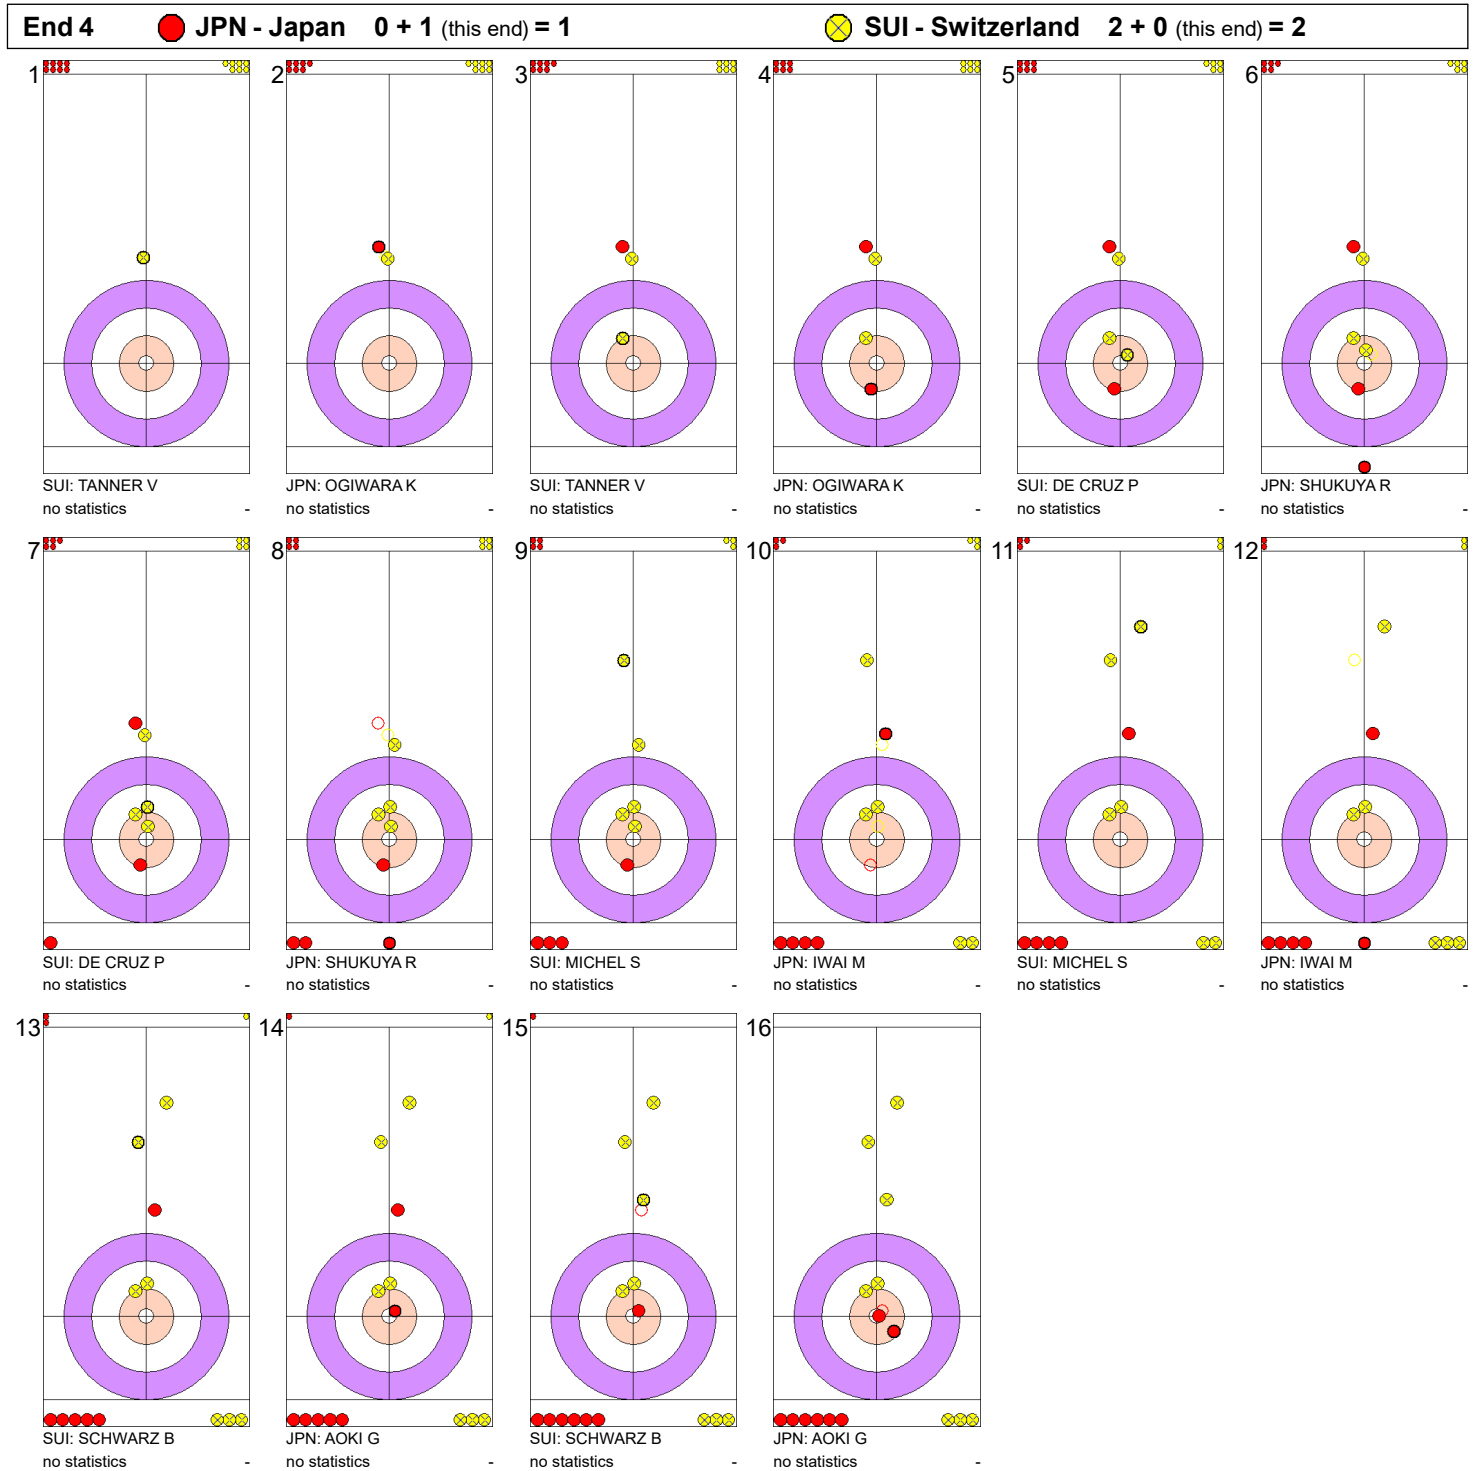 End 4 JPN - Japan 0 + 1 (this end) = 1 SUI - Switzerland 2 + 0 (this end) = 2
1 2 3 4 5 6
SUI: TANNER V JPN: OGIWARA K SUI: TANNER V JPN: OGIWARA K SUI: DE CRUZ P JPN: SHUKUYA R
no statistics - no statistics - no statistics - no statistics - no statistics - no statistics -
7 8 9 10 11 12
SUI: DE CRUZ P JPN: SHUKUYA R SUI: MICHEL S JPN: IWAI M SUI: MICHEL S JPN: IWAI M
no statistics - no statistics - no statistics - no statistics - no statistics - no statistics -
13 14 15 16
SUI: SCHWARZ B JPN: AOKI G SUI: SCHWARZ B JPN: AOKI G
no statistics - no statistics - no statistics - no statistics -